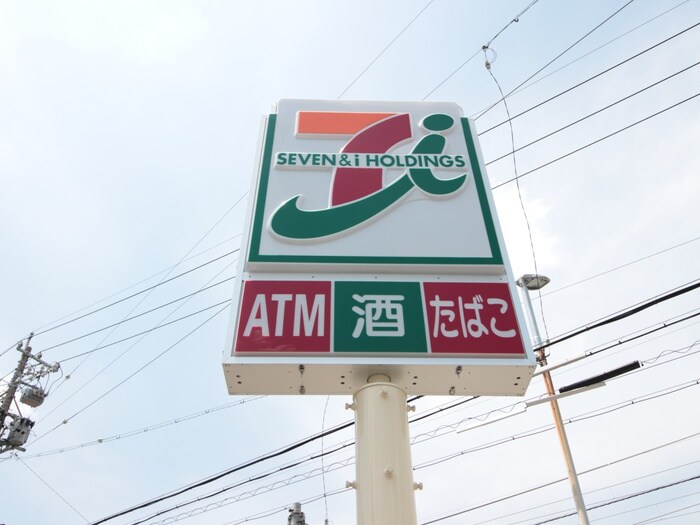 SEVEN & i HOLDINGS
ATM 酒 たばこ